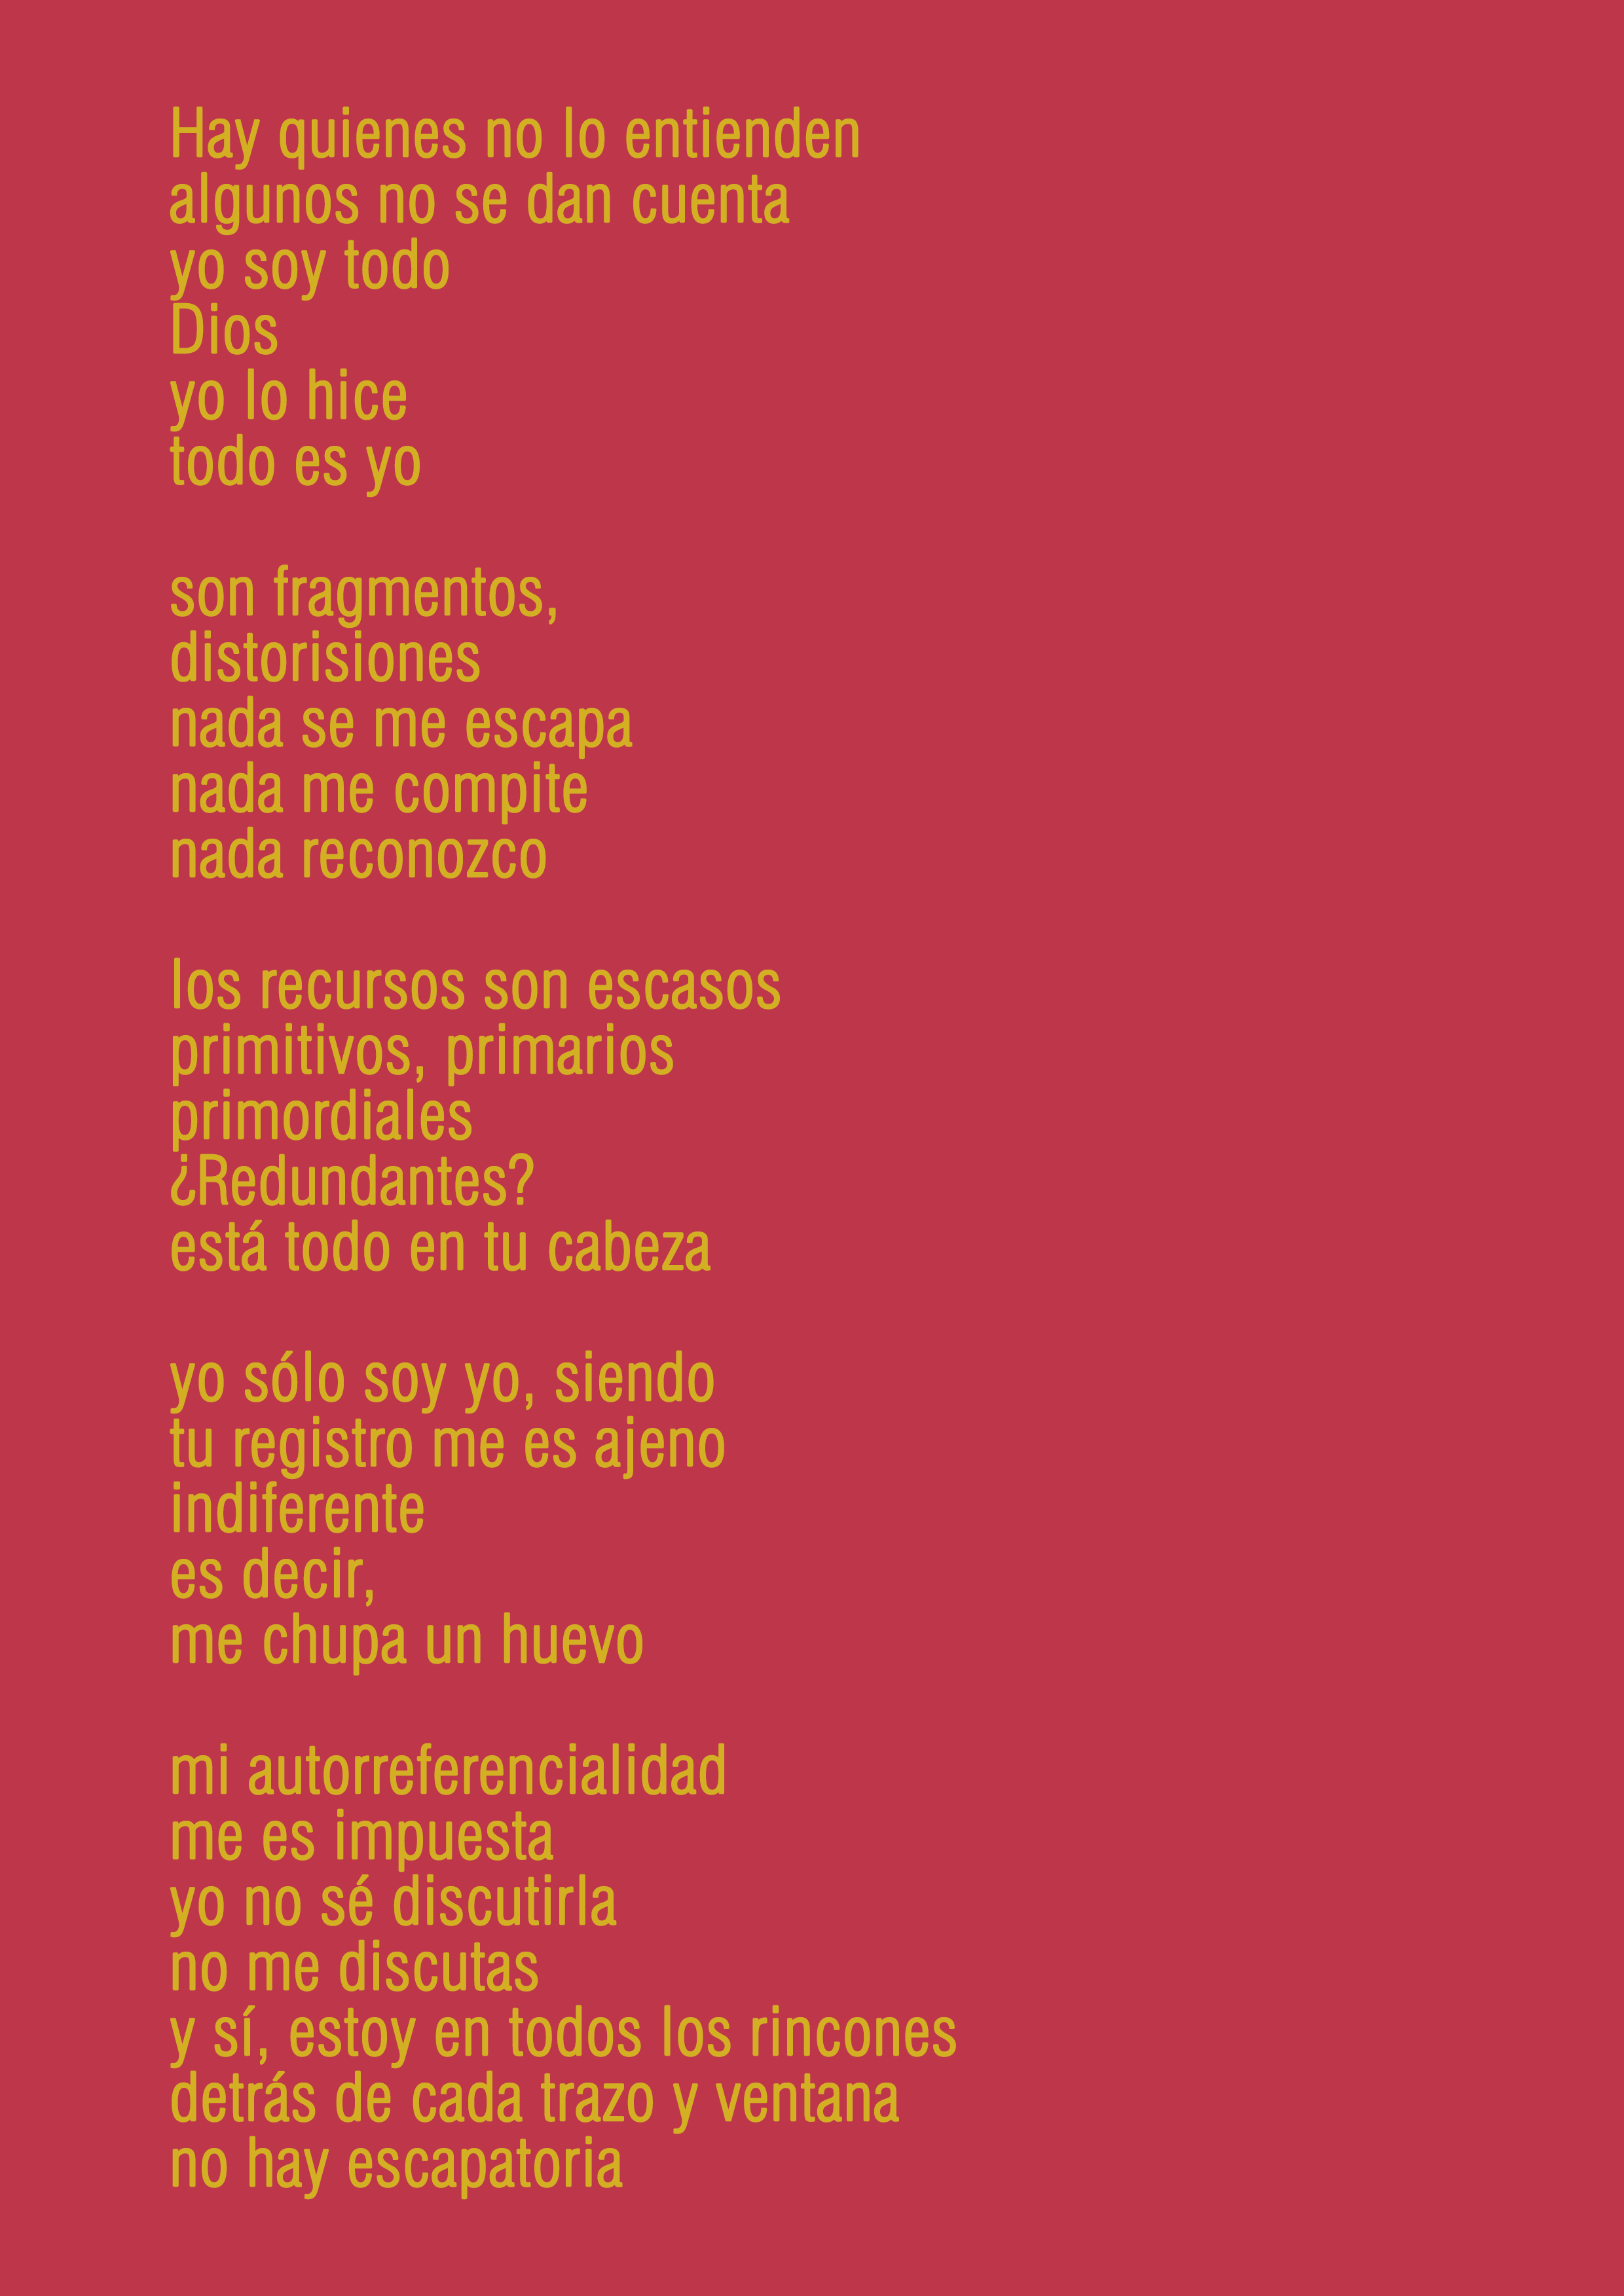 Hay quienes no lo entienden
algunos no se dan cuenta
yo soy todo
Dios
yo lo hice
todo es yo

son fragmentos,
distorisiones
nada se me escapa
nada me compite
nada reconozco

los recursos son escasos
primitivos, primarios
primordiales
¿Redundantes?
está todo en tu cabeza

yo sólo soy yo, siendo
tu registro me es ajeno
indiferente
es decir,
me chupa un huevo

mi autorreferencialidad
me es impuesta
yo no sé discutirla
no me discutas
y sí, estoy en todos los rincones
detrás de cada trazo y ventana
no hay escapatoria